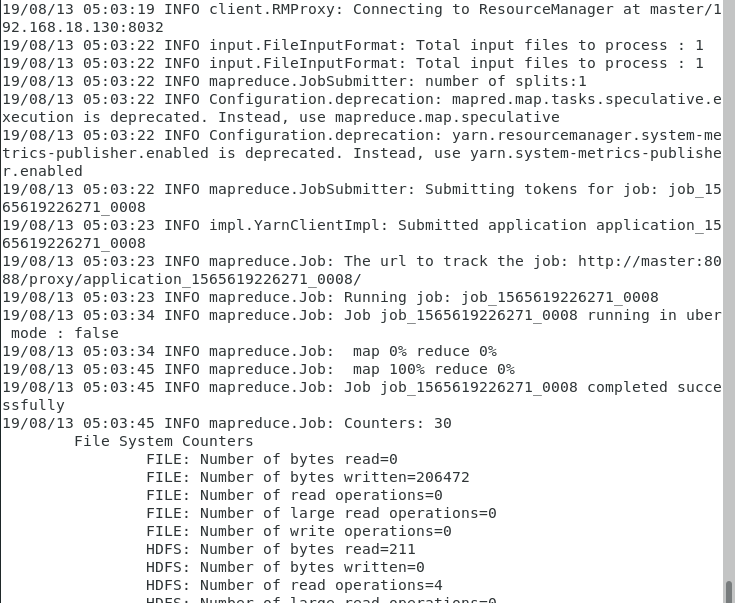 19/08/13 05:03:19 INFO client.RMProxy: Connecting to ResourceManager at master/1
92.168.18.130:8032
19/08/13 05:03:22 INFO input.FileInputFormat: Total input files to process : 1
19/08/13 05:03:22 INFO input.FileInputFormat: Total input files to process : 1
19/08/13 05:03:22 INFO mapreduce.JobSubmitter: number of splits:1
19/08/13 05:03:22 INFO Configuration.deprecation: mapred.map.tasks.speculative.e
xecution is deprecated. Instead, use mapreduce.map.speculative
19/08/13 05:03:22 INFO Configuration.deprecation: yarn.resourcemanager.system-me
trics-publisher.enabled is deprecated. Instead, use yarn.system-metrics-publishe
r.enabled
19/08/13 05:03:22 INFO mapreduce.JobSubmitter: Submitting tokens for job: job_15
65619226271_0008
19/08/13 05:03:23 INFO impl.YarnClientImpl: Submitted application application_15
65619226271_0008
19/08/13 05:03:23 INFO mapreduce.Job: The url to track the job: http://master:80
88/proxy/application_1565619226271_0008/
19/08/13 05:03:23 INFO mapreduce.Job: Running job: job_1565619226271_0008
19/08/13 05:03:34 INFO mapreduce.Job: Job job_1565619226271_0008 running in uber
 mode : false
19/08/13 05:03:34 INFO mapreduce.Job:  map 0% reduce 0%
19/08/13 05:03:45 INFO mapreduce.Job:  map 100% reduce 0%
19/08/13 05:03:45 INFO mapreduce.Job: Job job_1565619226271_0008 completed succe
ssfully
19/08/13 05:03:45 INFO mapreduce.Job: Counters: 30
        File System Counters
                FILE: Number of bytes read=0
                FILE: Number of bytes written=206472
                FILE: Number of read operations=0
                FILE: Number of large read operations=0
                FILE: Number of write operations=0
                HDFS: Number of bytes read=211
                HDFS: Number of bytes written=0
                HDFS: Number of read operations=4
                HDFS: Number of large read operations=0